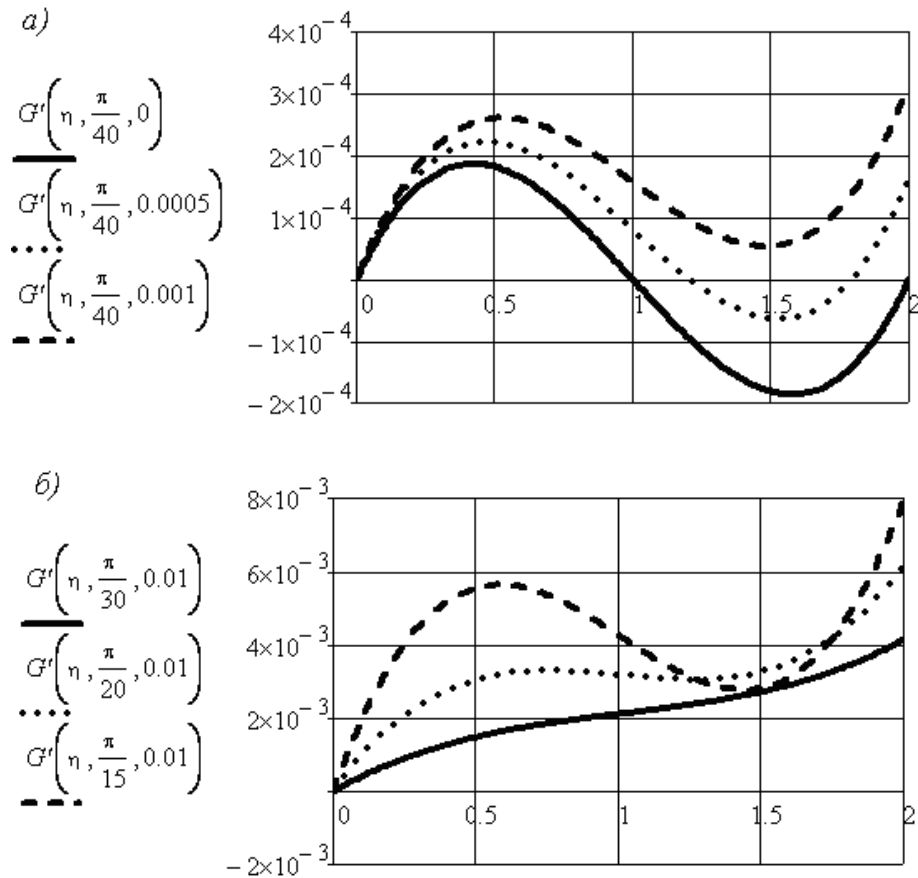 а)
G'(η, π/40, 0)
G'(η, π/40, 0.0005)
G'(η, π/40, 0.001)
4×10⁻⁴
3×10⁻⁴
2×10⁻⁴
1×10⁻⁴
0 0.5 1 1.5 2
−1×10⁻⁴
−2×10⁻⁴
б)
G'(η, π/30, 0.01)
G'(η, π/20, 0.01)
G'(η, π/15, 0.01)
8×10⁻³
6×10⁻³
4×10⁻³
2×10⁻³
0 0.5 1 1.5 2
−2×10⁻³